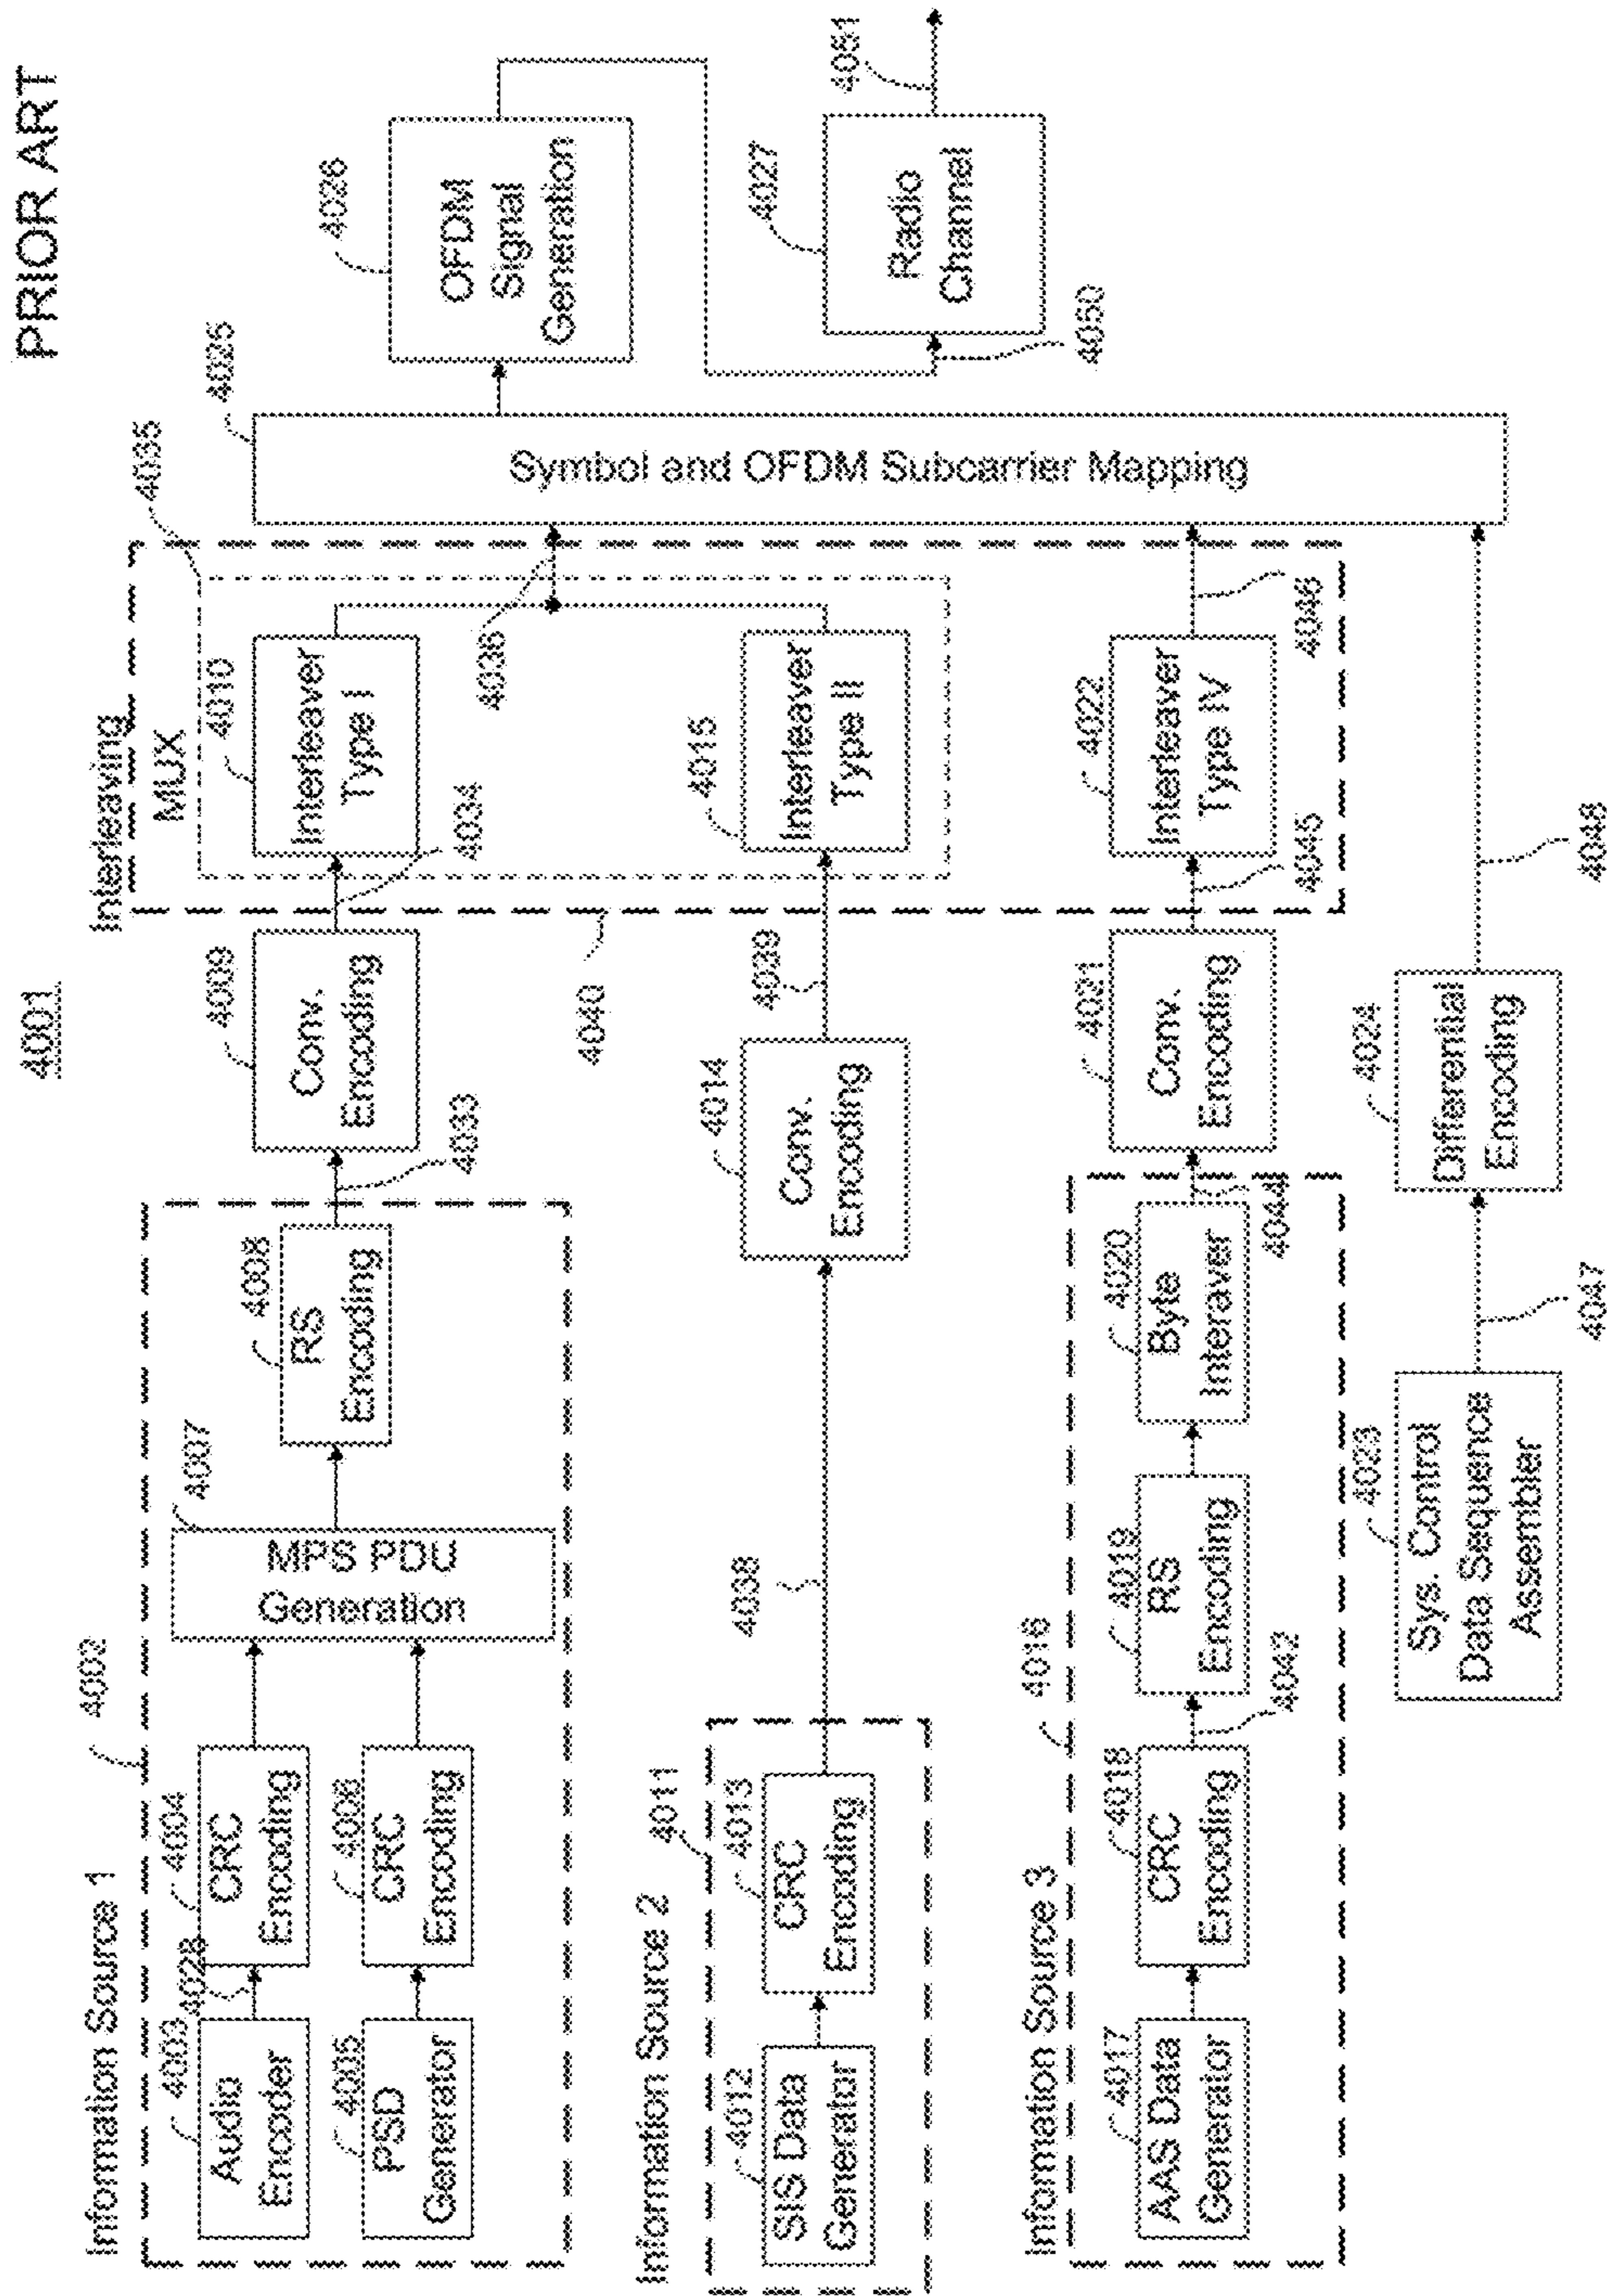 PRIOR ART
4001
Information Source 1
4002
4003
Audio
Encoder
4028
4004
CRC
Encoding
4005
PSD
Generator
4006
CRC
Encoding
4007
MPS PDU
Generation
4008
RS
Encoding
4033
4009
Conv.
Encoding
4034
Interleaving
MUX
4010
Interleaver
Type I
4035
4036
4040
Information Source 2
4011
4012
SIS Data
Generator
4013
CRC
Encoding
4038
4014
Conv.
Encoding
4039
4015
Interleaver
Type II
Information Source 3
4016
4017
AAS Data
Generator
4018
CRC
Encoding
4042
4019
RS
Encoding
4020
Byte
Interaver
4044
4021
Conv.
Encoding
4045
4022
Interleaver
Type IV
4046
4023
Sys. Control
Data Sequence
Assembler
4047
4024
Differential
Encoding
4048
4025
Symbol and OFDM Subcarrier Mapping
4026
OFDM
Signal
Generation
4027
Radio
Channel
4050
4051